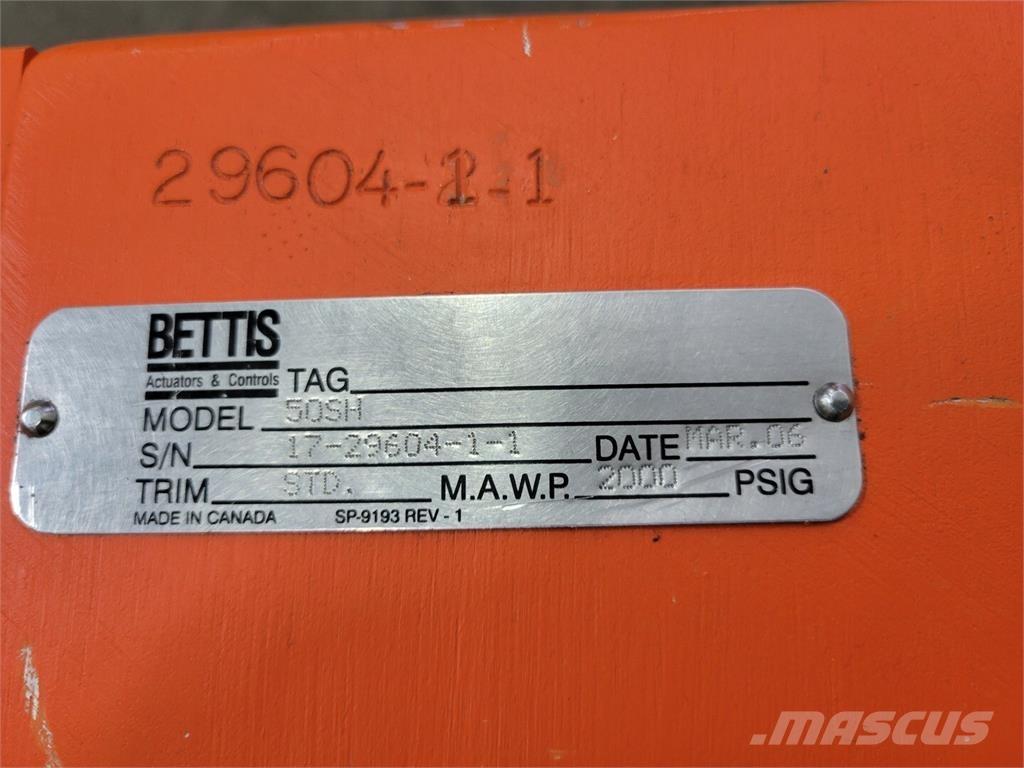 29604-1-1
BETTIS
Actuators & Controls
TAG
MODEL 50SH
S/N 17-29604-1-1 DATE MAR.06
TRIM STD. M.A.W.P. 2000 PSIG
MADE IN CANADA SP-9193 REV - 1
MASCUS